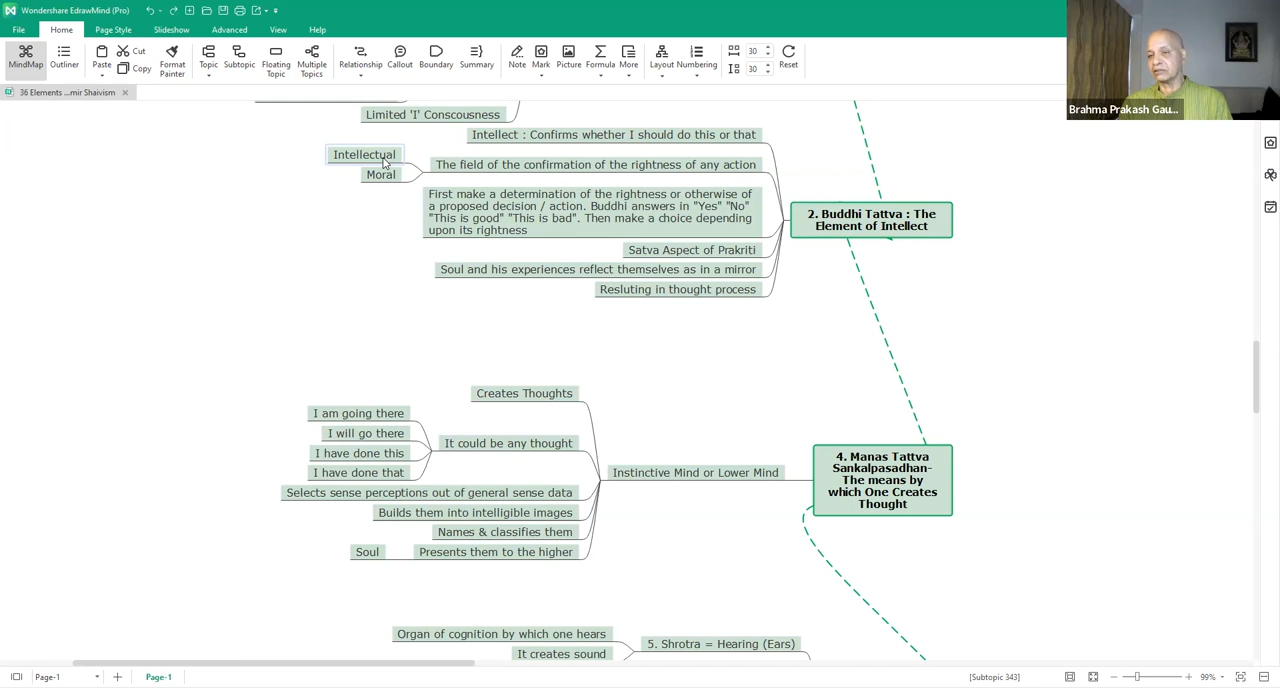 Wondershare EdrawMind (Pro)
File Home Page Style Slideshow Advanced View Help
MindMap
Outliner
Paste
Cut
Copy
Format Painter
Topic
Subtopic
Floating Topic
Multiple Topics
Relationship
Callout
Boundary
Summary
Note
Mark
Picture
Formula
More
Layout
Numbering
30
30
Reset
36 Elements ...mir Shaivism
Brahma Prakash Gau...
Limited 'I' Conscousness
Intellect : Confirms whether I should do this or that
Intellectual
Moral
The field of the confirmation of the rightness of any action
First make a determination of the rightness or otherwise of
a proposed decision / action. Buddhi answers in "Yes" "No"
"This is good" "This is bad". Then make a choice depending
upon its rightness
Satva Aspect of Prakriti
Soul and his experiences reflect themselves as in a mirror
Resluting in thought process
2. Buddhi Tattva : The
Element of Intellect
Creates Thoughts
I am going there
I will go there
I have done this
I have done that
It could be any thought
Selects sense perceptions out of general sense data
Builds them into intelligible images
Names & classifies them
Soul
Presents them to the higher
Instinctive Mind or Lower Mind
4. Manas Tattva
Sankalpasadhan-
The means by
which One Creates
Thought
Organ of cognition by which one hears
It creates sound
5. Shrotra = Hearing (Ears)
Page-1
Page-1
[Subtopic 343]
99%